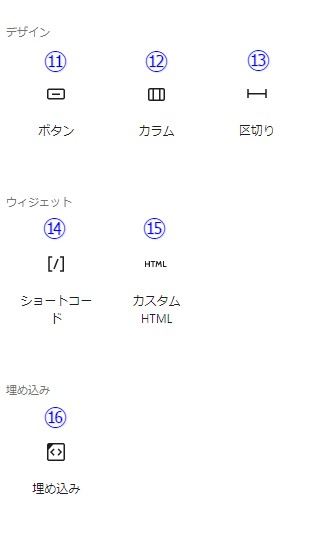 デザイン
⑪ ⑫ ⑬
ボタン カラム 区切り
ウィジェット
⑭ ⑮
[/] HTML
ショートコー カスタム
ド HTML
埋め込み
⑯
埋め込み